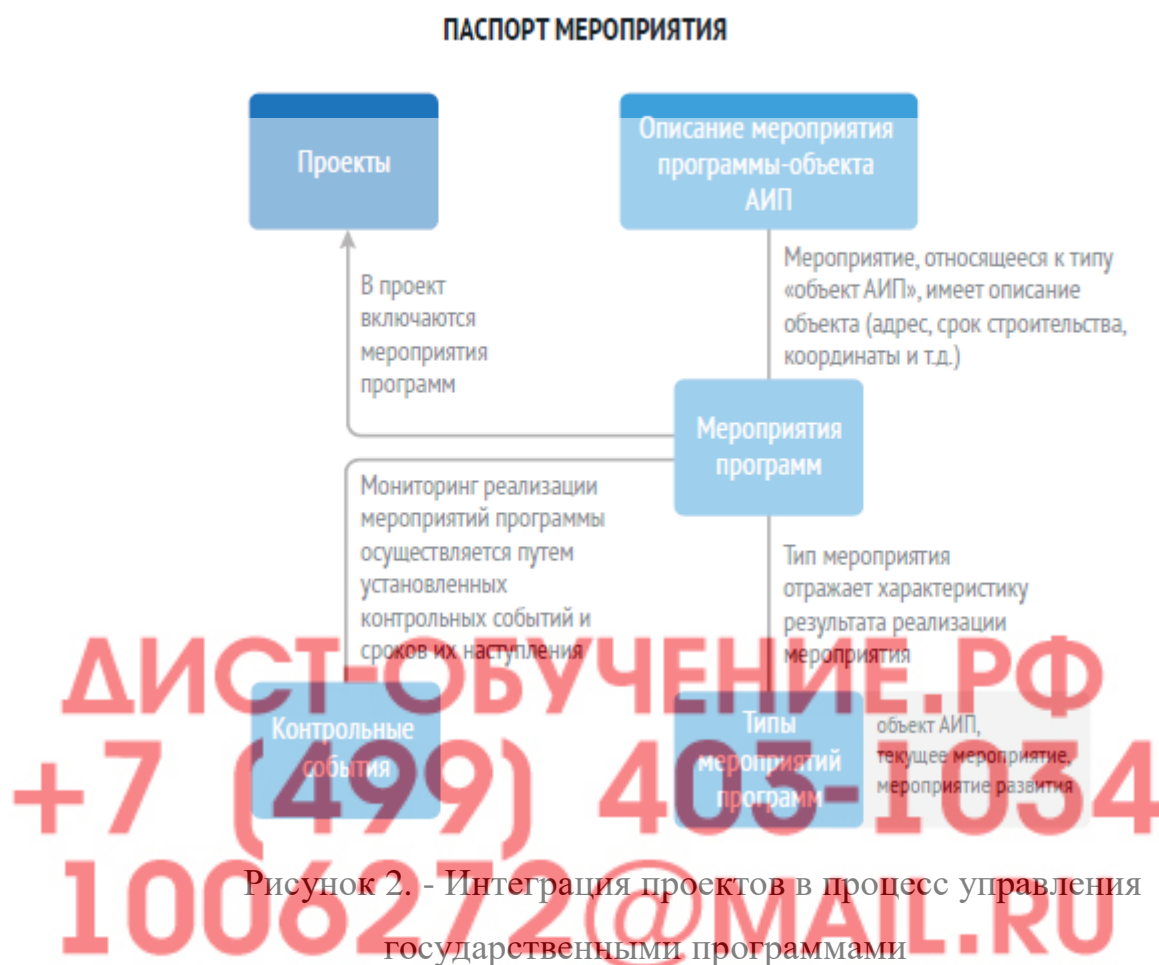 ПАСПОРТ МЕРОПРИЯТИЯ
Проекты
Описание мероприятия
программы-объекта
АИП
В проект
включаются
мероприятия
программ
Мероприятие, относящееся к типу
«объект АИП», имеет описание
объекта (адрес, срок строительства,
координаты и т.д.)
Мероприятия
программ
Мониторинг реализации
мероприятий программы
осуществляется путем
установленных
контрольных событий и
сроков их наступления
Тип мероприятия
отражает характеристику
результата реализации
мероприятия
Контрольные
события
Типы
мероприятий
программ
объект АИП,
текущее мероприятие,
мероприятие развития
ДИСТ-ОБУЧЕНИЕ.РФ
+7 (499) 403-1034
1006272@MAIL.RU
Рисунок 2. - Интеграция проектов в процесс управления
государственными программами